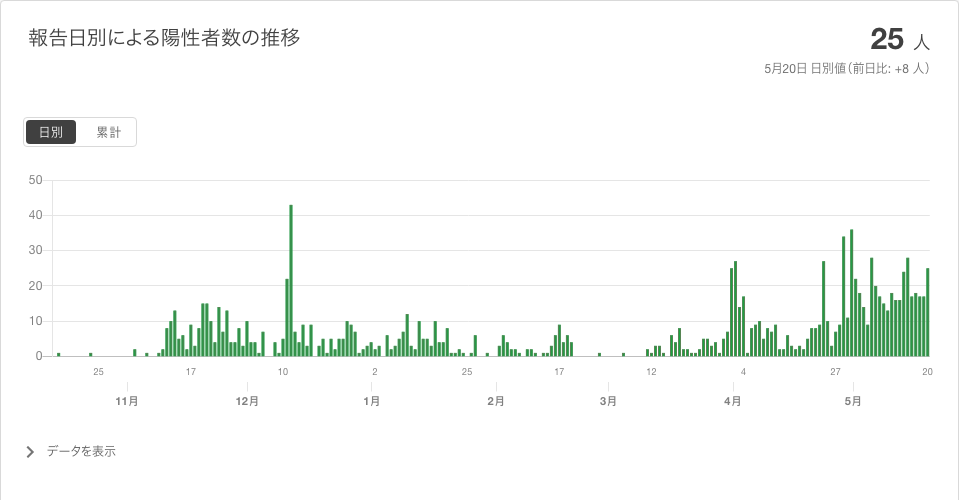 報告日別による陽性者数の推移
25 人
5月20日 日別値（前日比: +8 人）
日別 累計
50
40
30
20
10
0
25 17 10 2 25 17 12 4 27 20
11月 12月 1月 2月 3月 4月 5月
データを表示